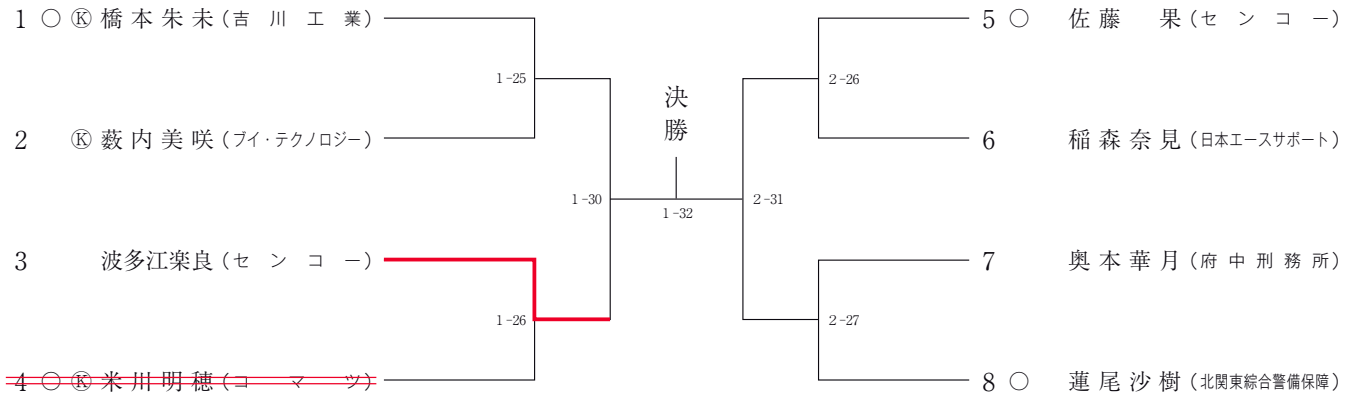 1 ○ Ⓚ 橋本朱未（吉川工業）
1-25
2 Ⓚ 薮内美咲（ブイ・テクノロジー）
1-30
3 波多江楽良（センコー）
1-26
4 ○ Ⓚ 米川明穂（コマツ）
決勝
1-32
5 ○ 佐藤 果（センコー）
2-26
6 稲森奈見（日本エースサポート）
2-31
7 奥本華月（府中刑務所）
2-27
8 ○ 蓮尾沙樹（北関東綜合警備保障）